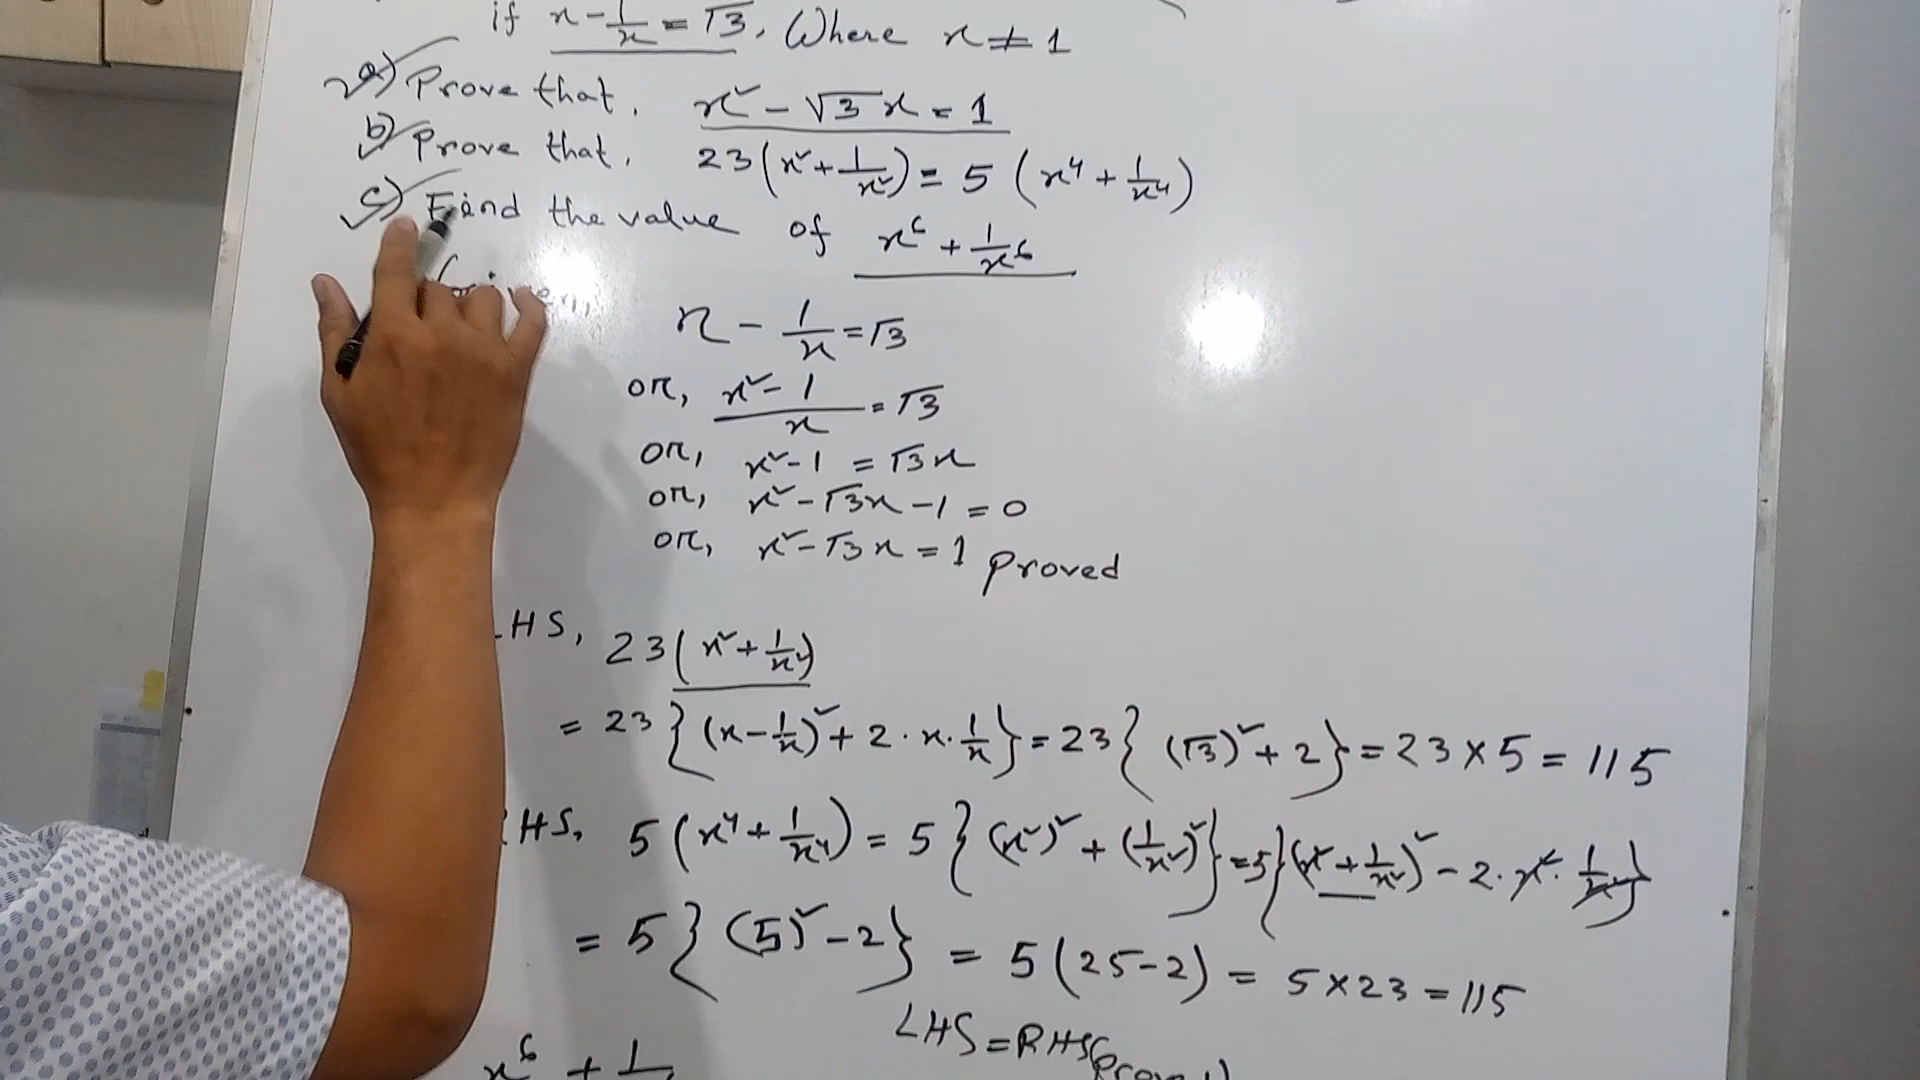 if x - 1/x = √3, Where x ≠ 1
a) Prove that, x² - √3 x = 1
b) Prove that, 23(x² + 1/x²) = 5(x⁴ + 1/x⁴)
c) Find the value of x⁶ + 1/x⁶
x - 1/x = √3
or, x² - 1/x = √3
or, x² - 1 = √3x
or, x² - √3x - 1 = 0
or, x² - √3x = 1 Proved
LHS, 23(x² + 1/x²)
= 23{(x - 1/x)² + 2 · x · 1/x} = 23{(√3)² + 2} = 23 × 5 = 115
HS, 5(x⁴ + 1/x⁴) = 5{(x²)² + (1/x²)²} = 5{(x² + 1/x²)² - 2 · x² · 1/x²}
= 5{(5)² - 2} = 5(25 - 2) = 5 × 23 = 115
LHS = RHS (Proved)
x⁶ + 1